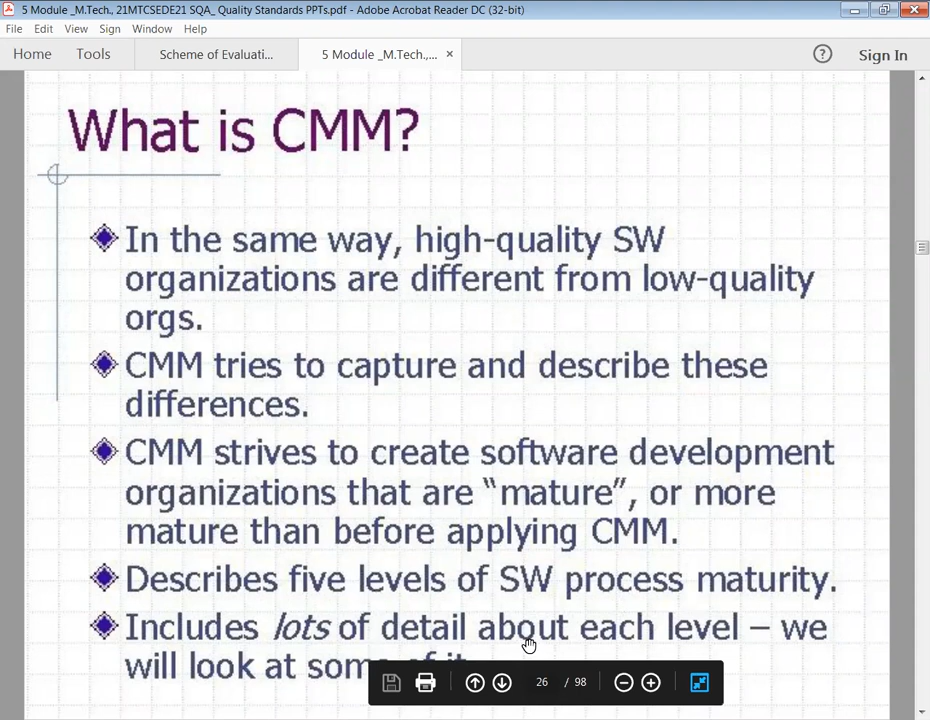 5 Module _M.Tech., 21MTCSEDE21 SQA_ Quality Standards PPTs.pdf - Adobe Acrobat Reader DC (32-bit)
File Edit View Sign Window Help
Home Tools Scheme of Evaluati... 5 Module _M.Tech.,... × ? Sign In
What is CMM?
In the same way, high-quality SW
organizations are different from low-quality
orgs.
CMM tries to capture and describe these
differences.
CMM strives to create software development
organizations that are “mature”, or more
mature than before applying CMM.
Describes five levels of SW process maturity.
Includes lots of detail about each level – we
will look at some of it.
26 / 98